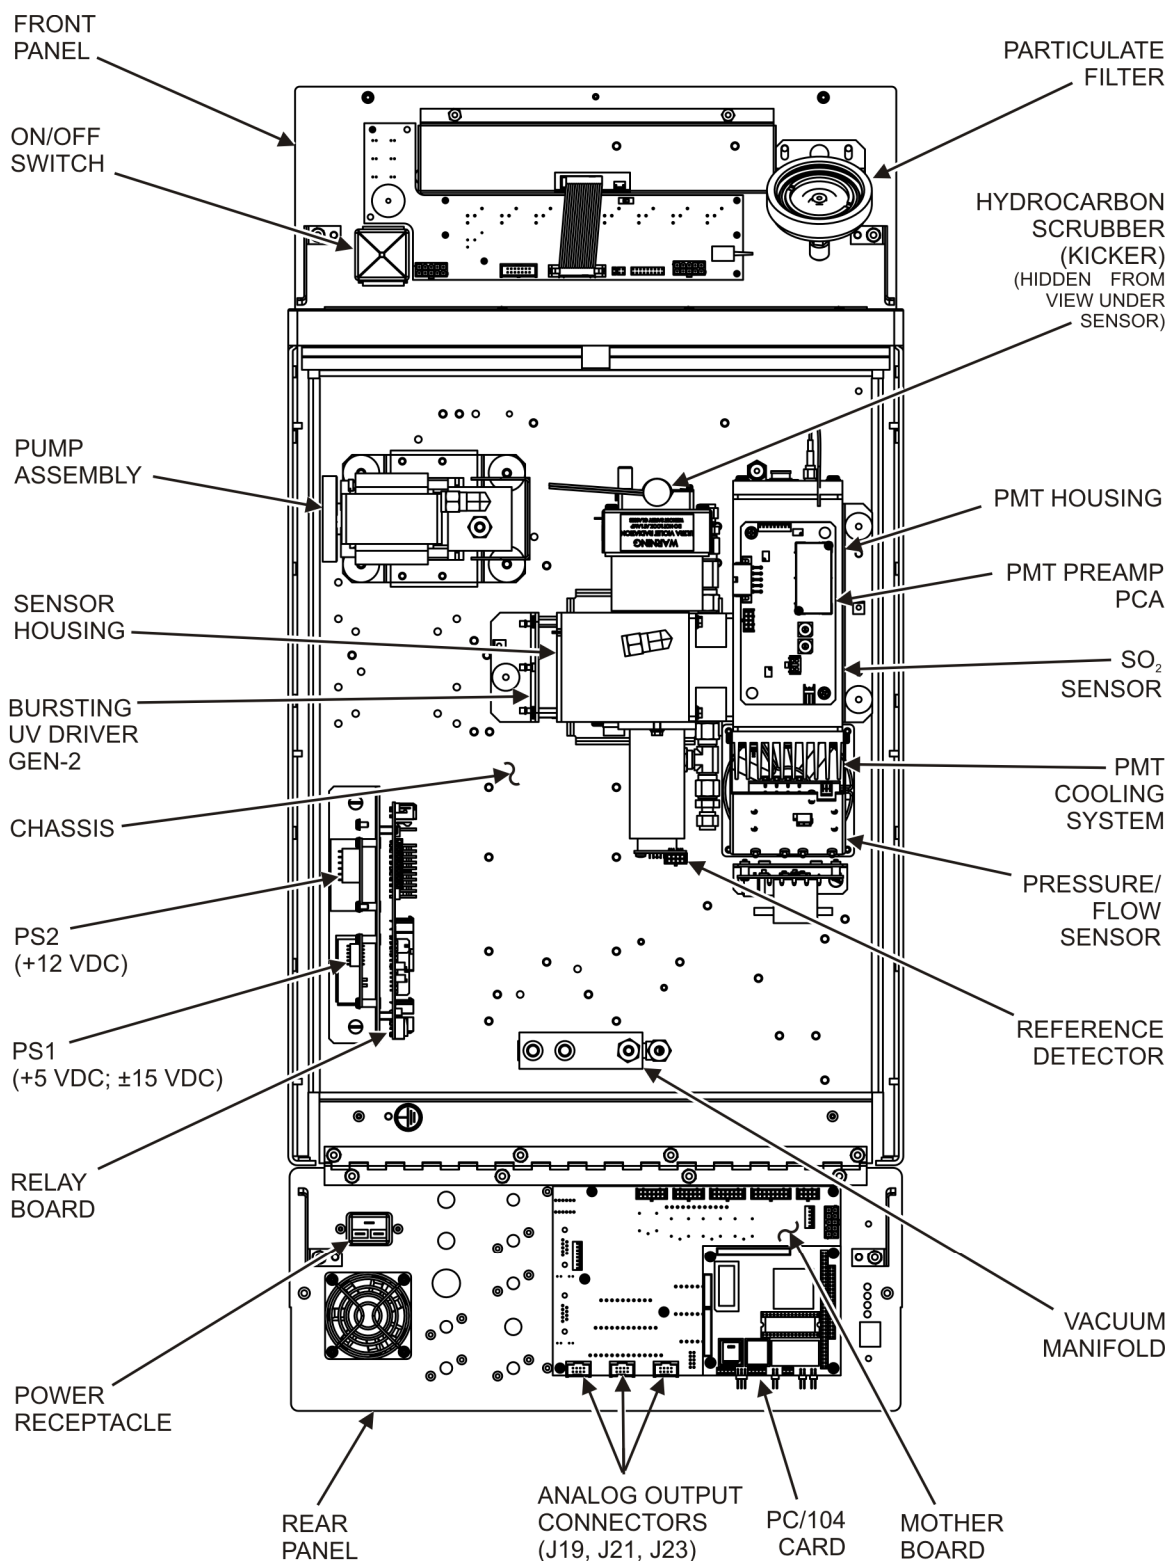 FRONT
PANEL
ON/OFF
SWITCH
PARTICULATE
FILTER
HYDROCARBON
SCRUBBER
(KICKER)
(HIDDEN FROM
VIEW UNDER
SENSOR)
PUMP
ASSEMBLY
SENSOR
HOUSING
BURSTING
UV DRIVER
GEN-2
CHASSIS
PS2
(+12 VDC)
PS1
(+5 VDC; ±15 VDC)
RELAY
BOARD
POWER
RECEPTACLE
WARNING
PMT HOUSING
PMT PREAMP
PCA
SO₂
SENSOR
PMT
COOLING
SYSTEM
PRESSURE/
FLOW
SENSOR
REFERENCE
DETECTOR
VACUUM
MANIFOLD
REAR
PANEL
ANALOG OUTPUT
CONNECTORS
(J19, J21, J23)
PC/104
CARD
MOTHER
BOARD